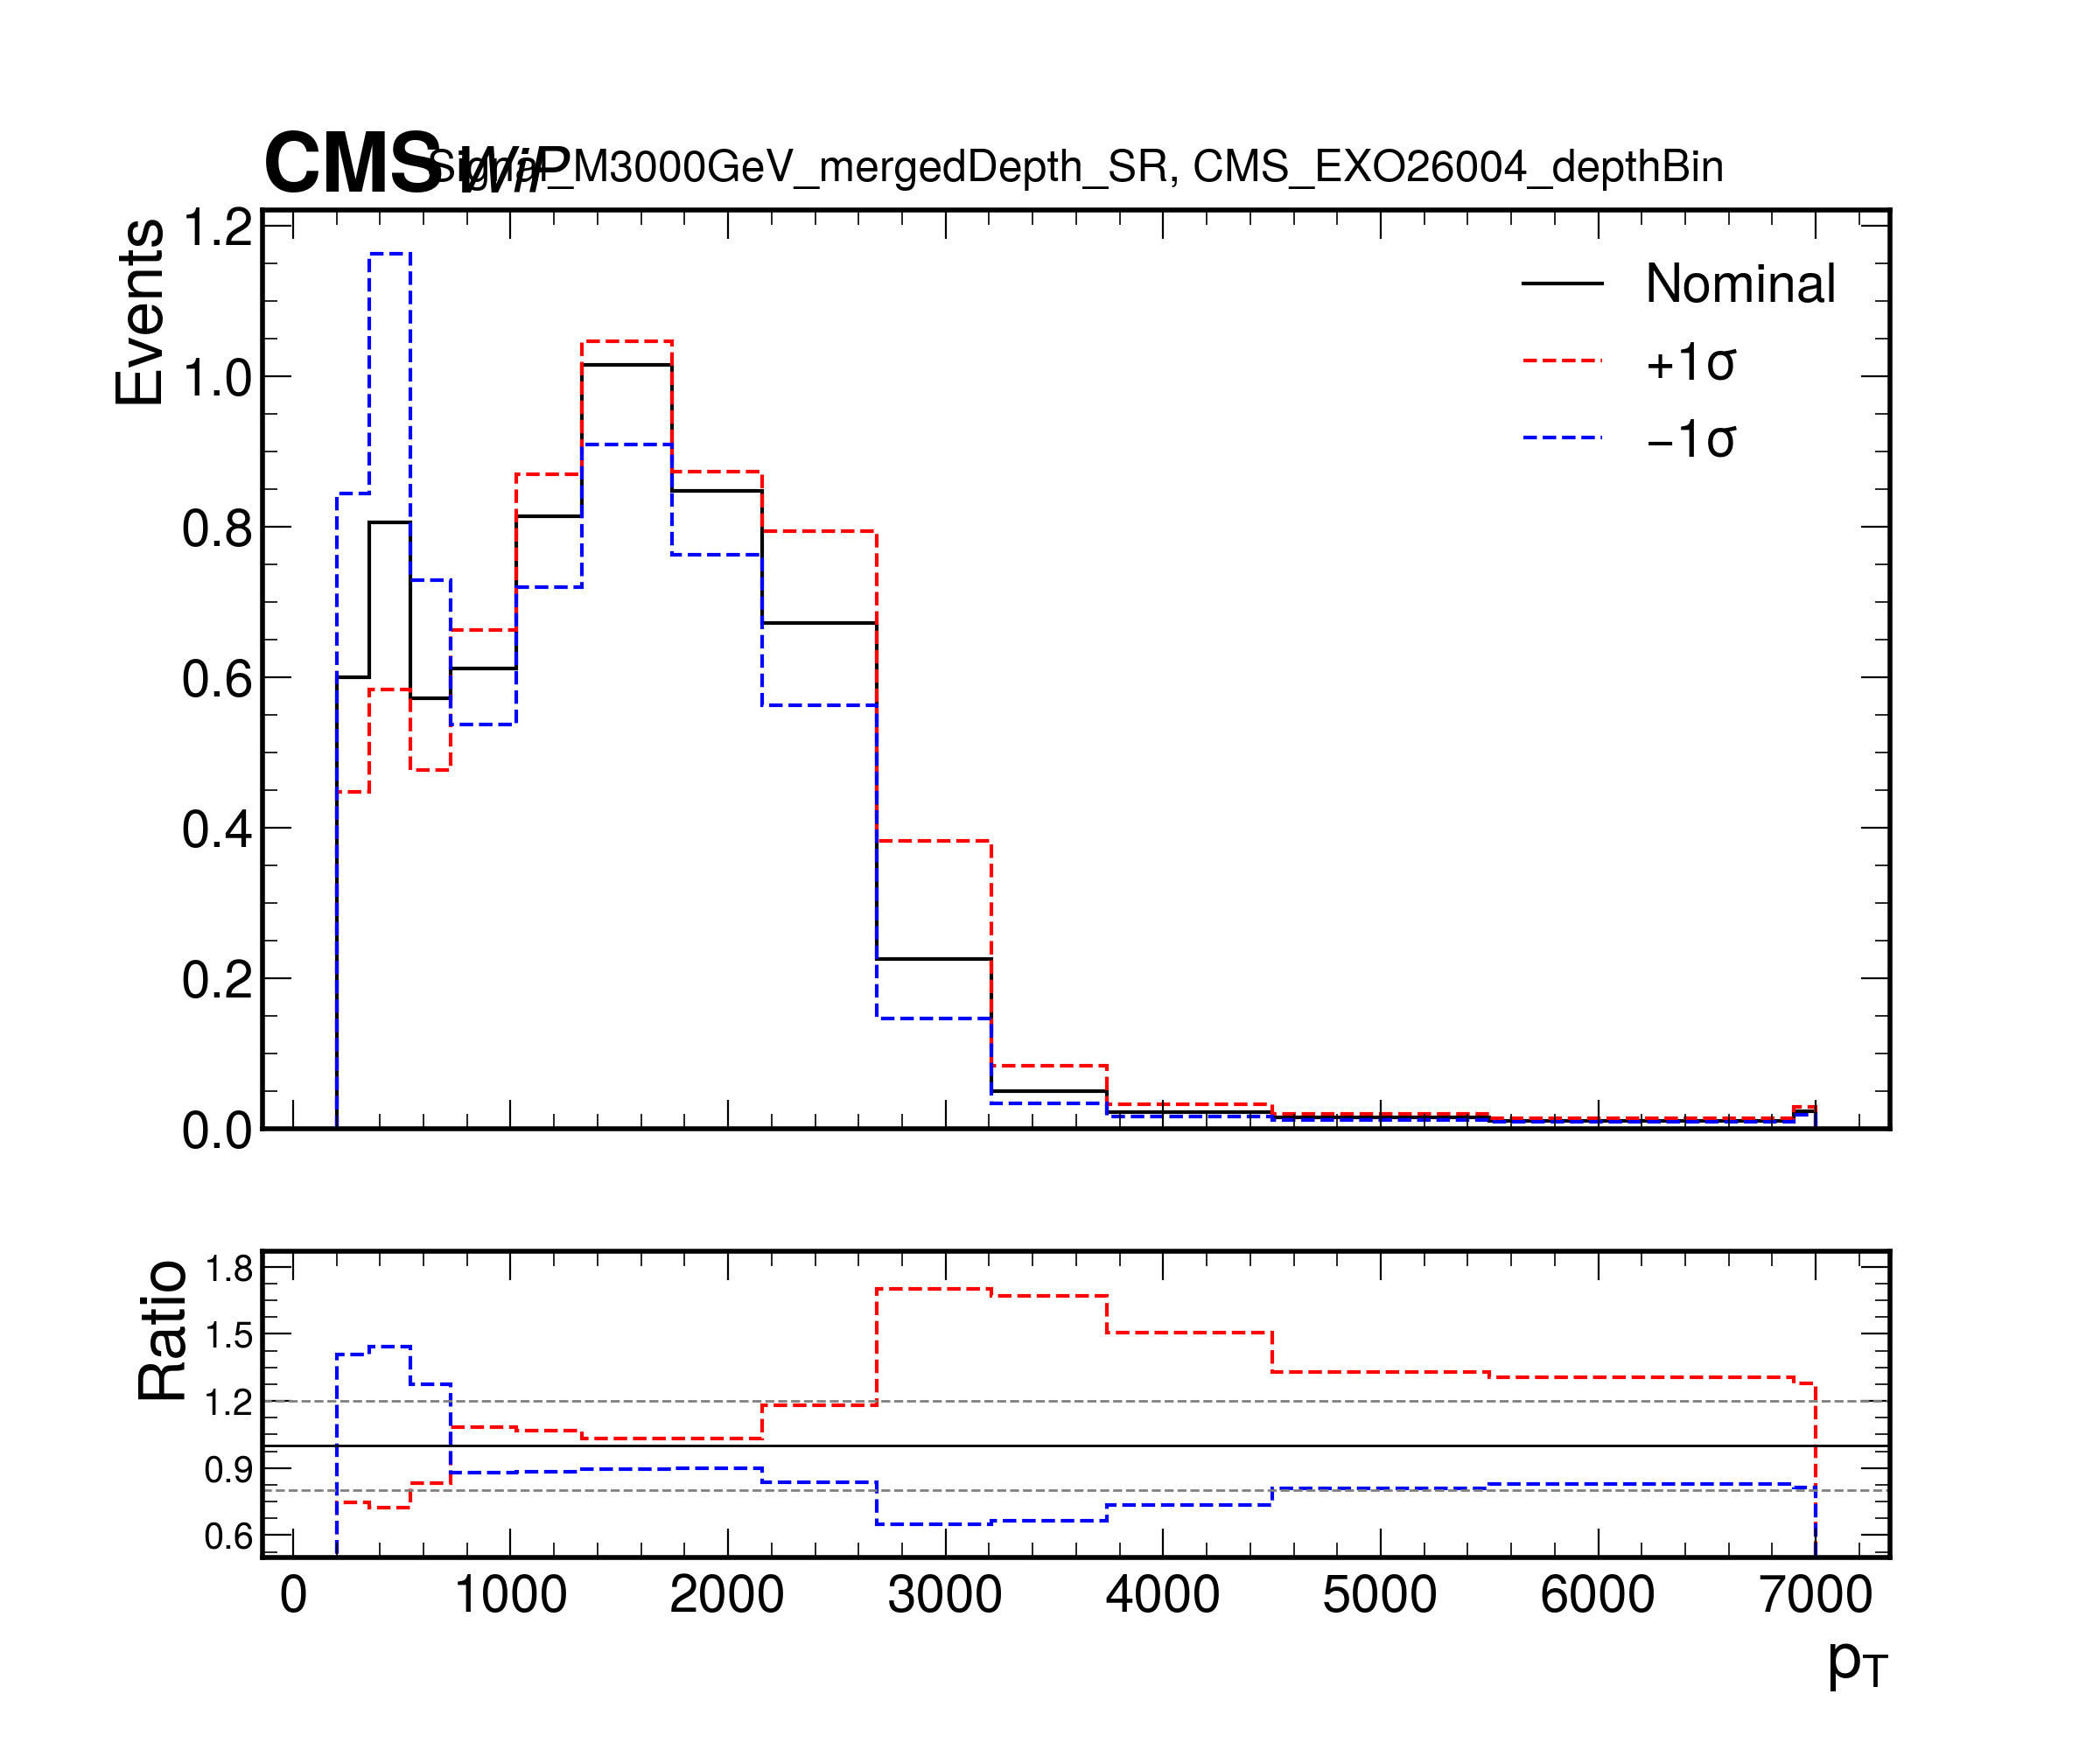 CMS WiP Signal_M3000GeV_mergedDepth_SR, CMS_EXO26004_depthBin
Events
1.2
1.0
0.8
0.6
0.4
0.2
0.0
Nominal
+1σ
−1σ
Ratio
1.8
1.5
1.2
0.9
0.6
0 1000 2000 3000 4000 5000 6000 7000
pT